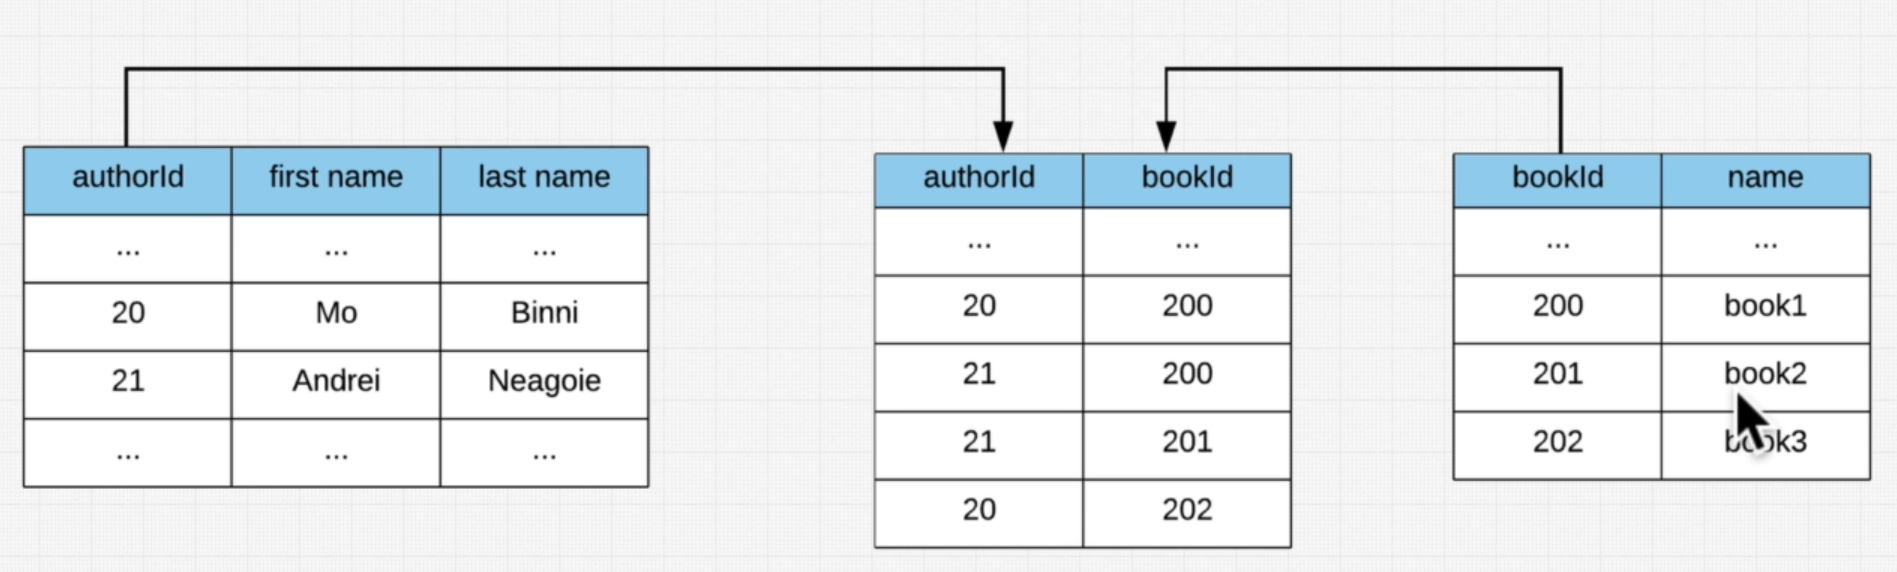 authorId first name last name
... ... ...
20 Mo Binni
21 Andrei Neagoie
... ... ...
authorId bookId
... ...
20 200
21 200
21 201
20 202
bookId name
... ...
200 book1
201 book2
202 book3